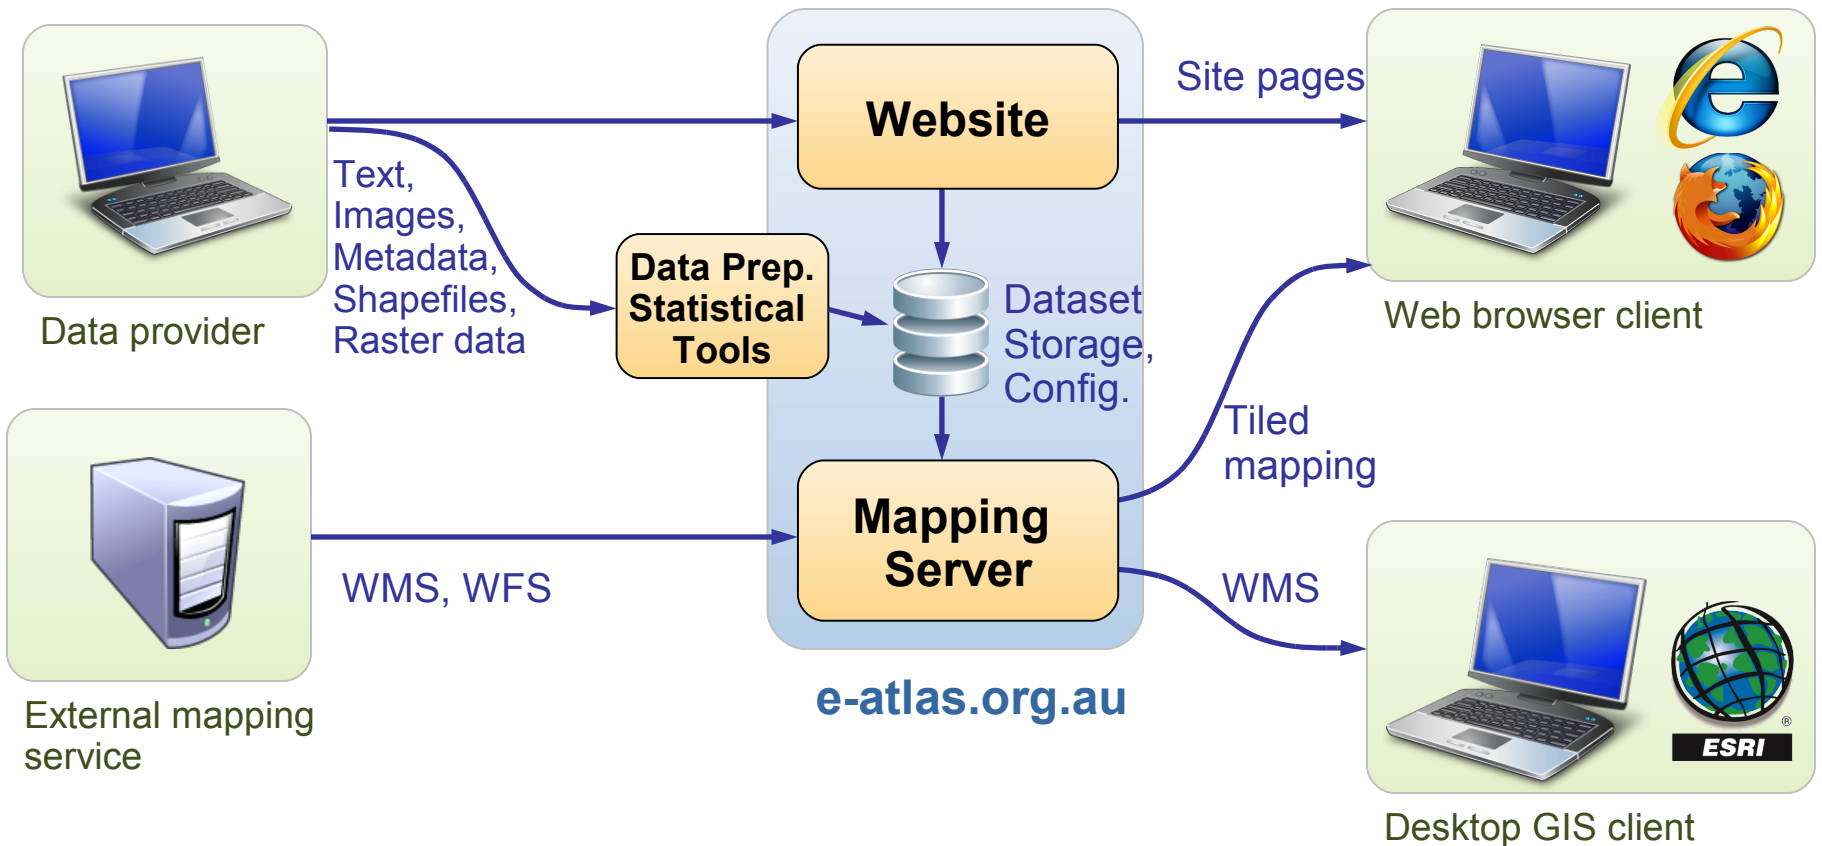 Website
Site pages
Text,
Images,
Metadata,
Shapefiles,
Raster data
Data provider
Data Prep.
Statistical
Tools
Dataset
Storage,
Config.
Web browser client
Tiled
mapping
Mapping
Server
WMS, WFS
WMS
External mapping
service
e-atlas.org.au
®
ESRI
Desktop GIS client